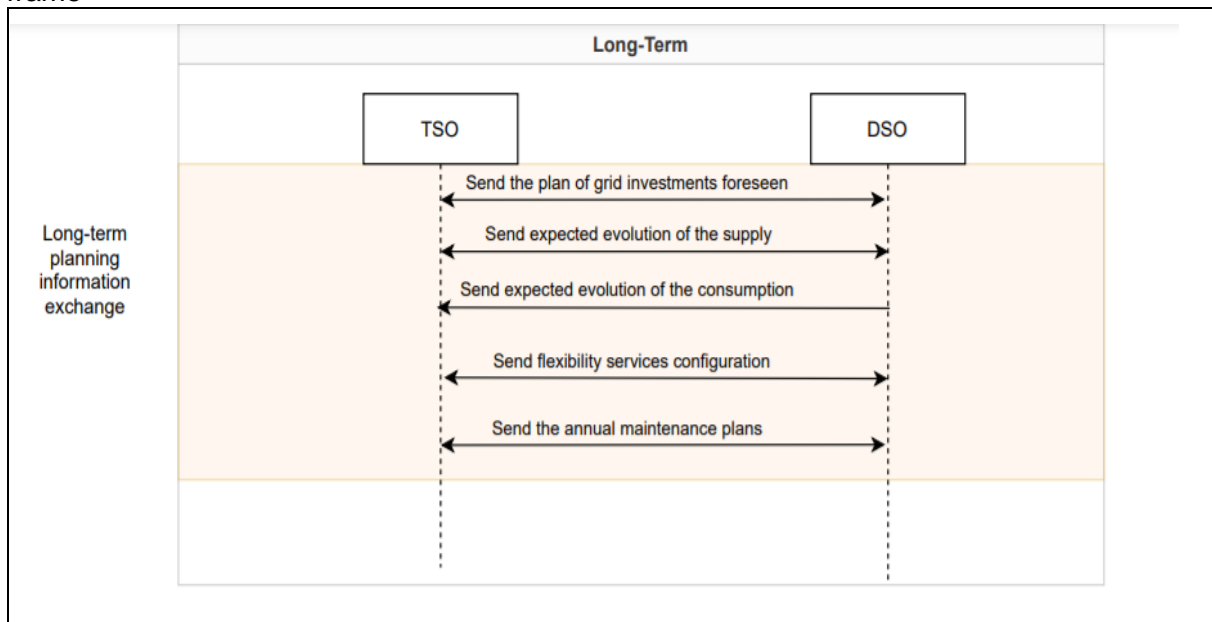 Long-Term
TSO
DSO
Send the plan of grid investments foreseen
Send expected evolution of the supply
Long-term
planning
information
exchange
Send expected evolution of the consumption
Send flexibility services configuration
Send the annual maintenance plans